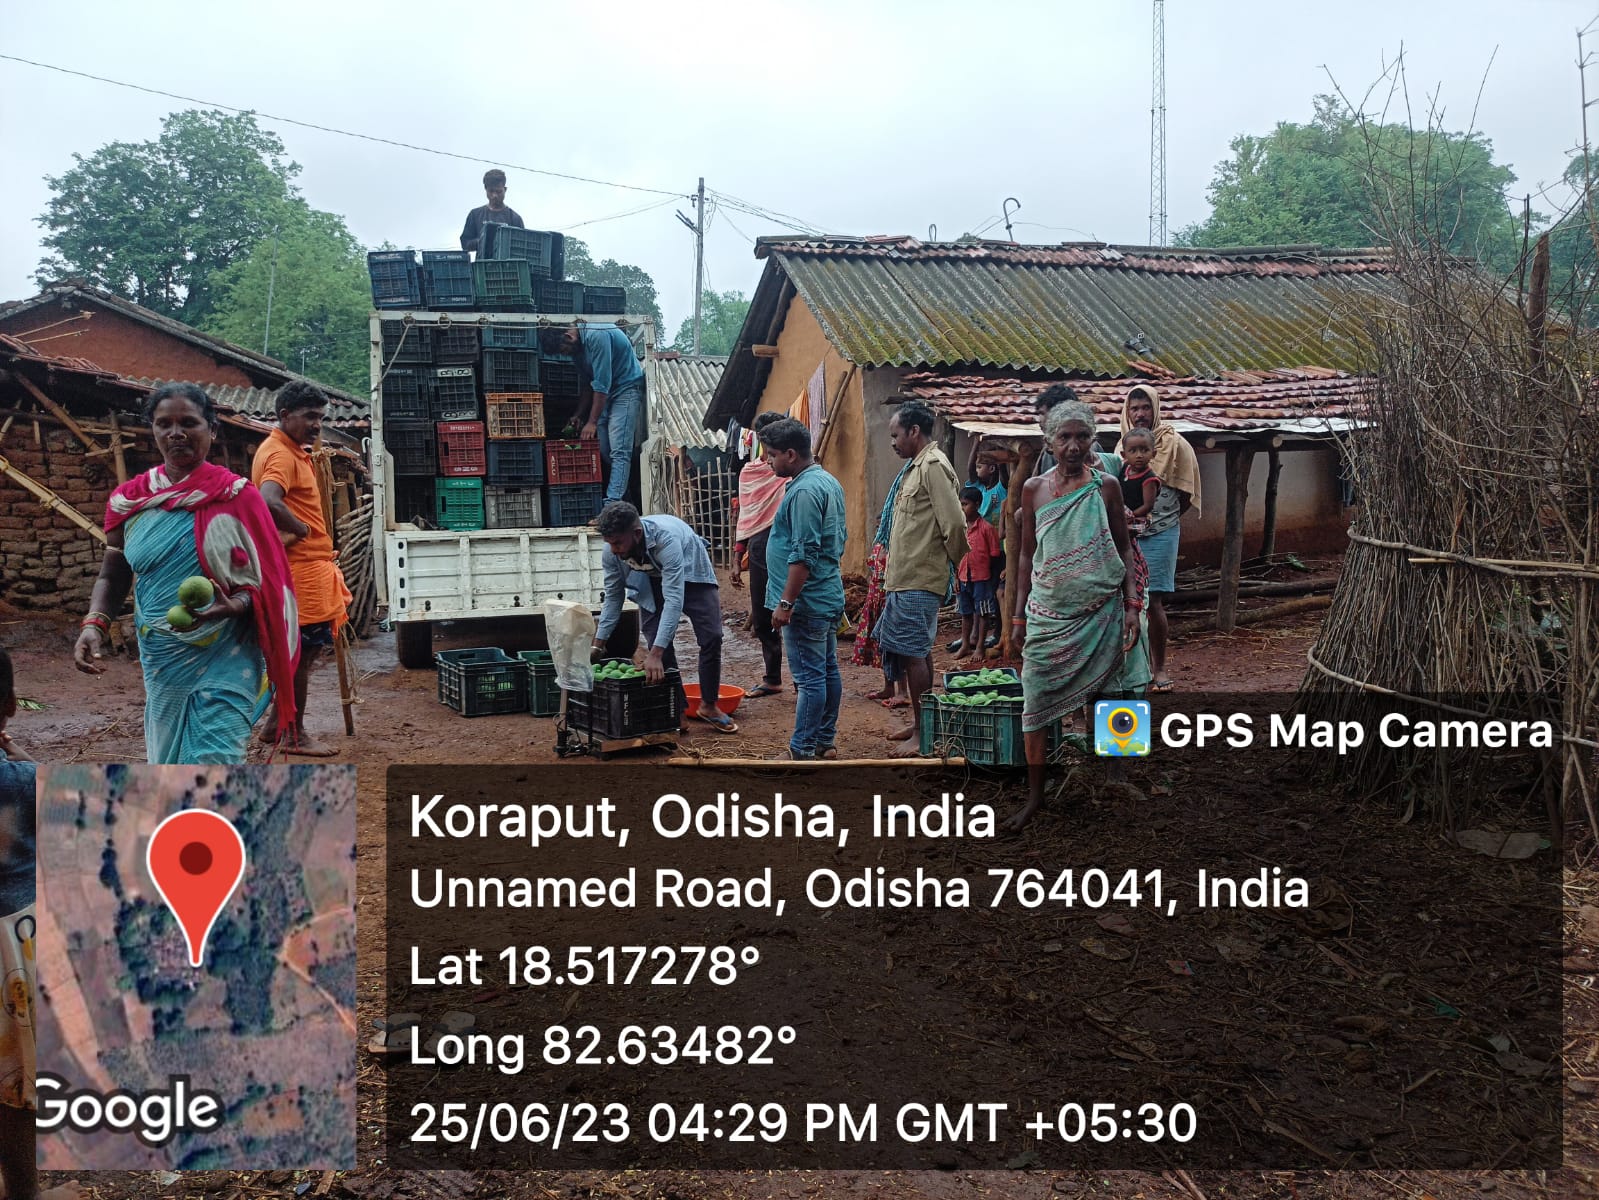 GPS Map Camera
Koraput, Odisha, India
Unnamed Road, Odisha 764041, India
Lat 18.517278°
Long 82.63482°
25/06/23 04:29 PM GMT +05:30
Google